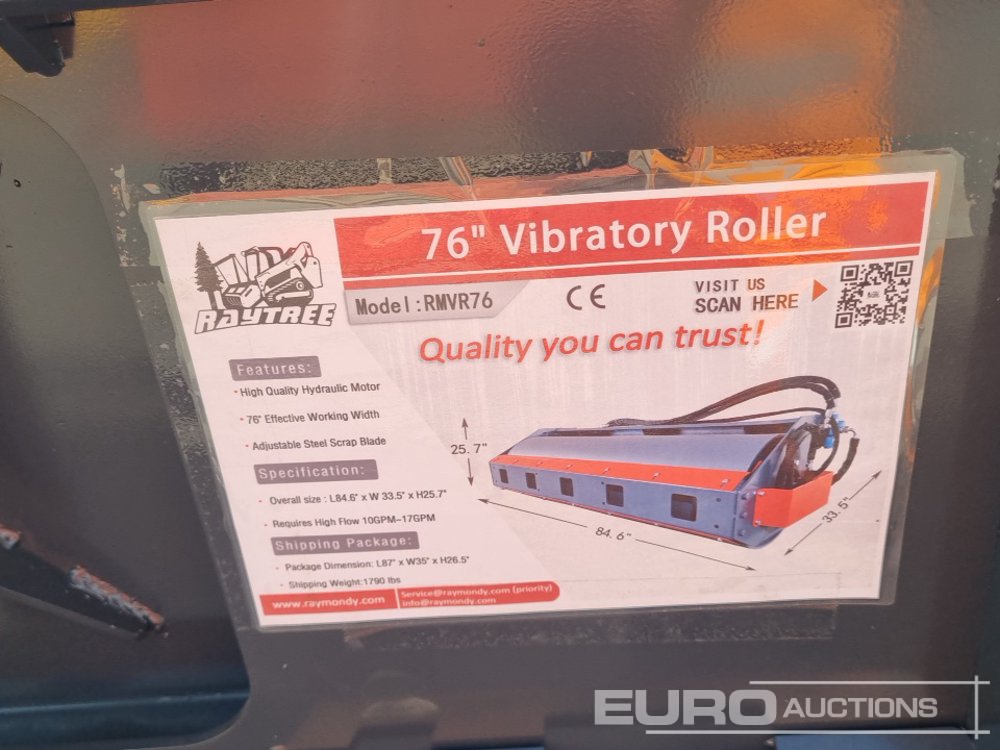 76" Vibratory Roller
RAYTREE
Model:RMVR76
CE
VISIT US
SCAN HERE
Quality you can trust!
Features:
· High Quality Hydraulic Motor
· 76" Effective Working Width
· Adjustable Steel Scrap Blade
Specification:
· Overall size : L84.6" x W 33.5" x H25.7"
· Requires High Flow 10GPM~17GPM
Shipping Package:
· Package Dimension: L87" x W35" x H26.5"
· Shipping Weight:1790 lbs
25.7"
84.6"
33.5"
www.raymondy.com
Service@raymondy.com (priority)
info@raymondy.com
EURO AUCTIONS